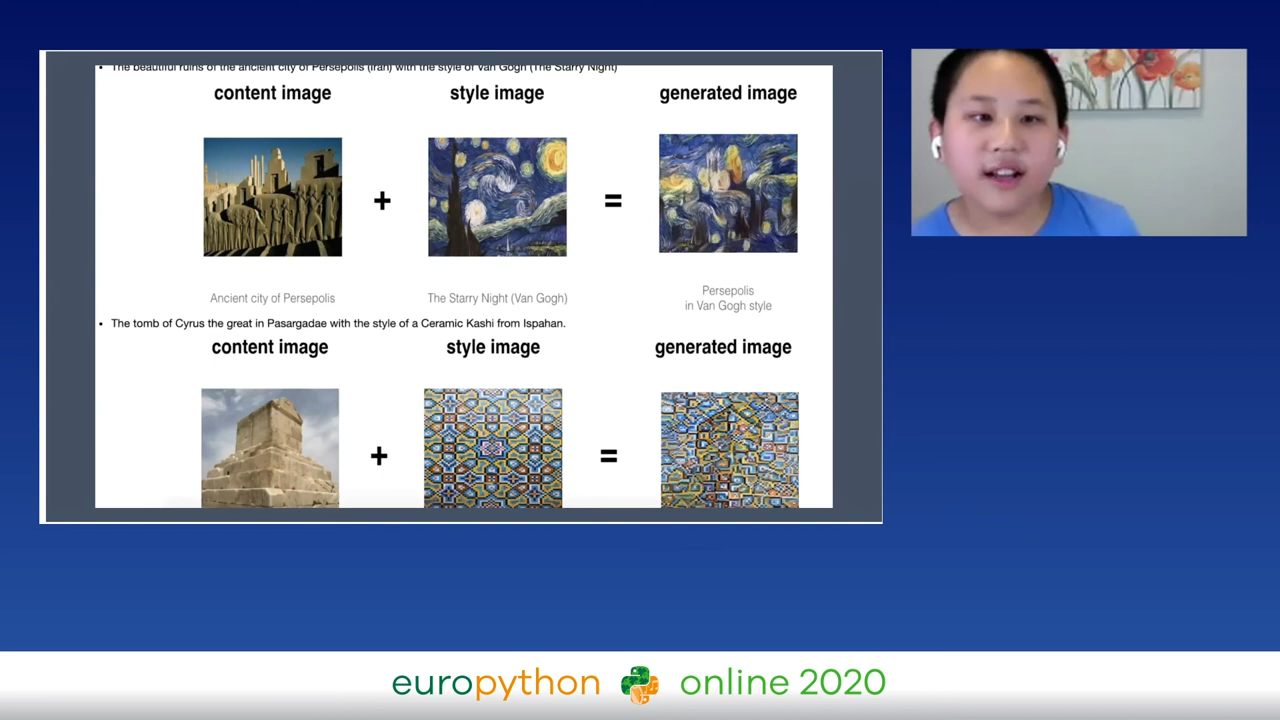 • The beautiful ruins of the ancient city of Persepolis (Iran) with the style of Van Gogh (The Starry Night)
content image
style image
generated image
+
=
Ancient city of Persepolis
The Starry Night (Van Gogh)
Persepolis
in Van Gogh style
• The tomb of Cyrus the great in Pasargadae with the style of a Ceramic Kashi from Ispahan.
content image
style image
generated image
+
=
europython online 2020